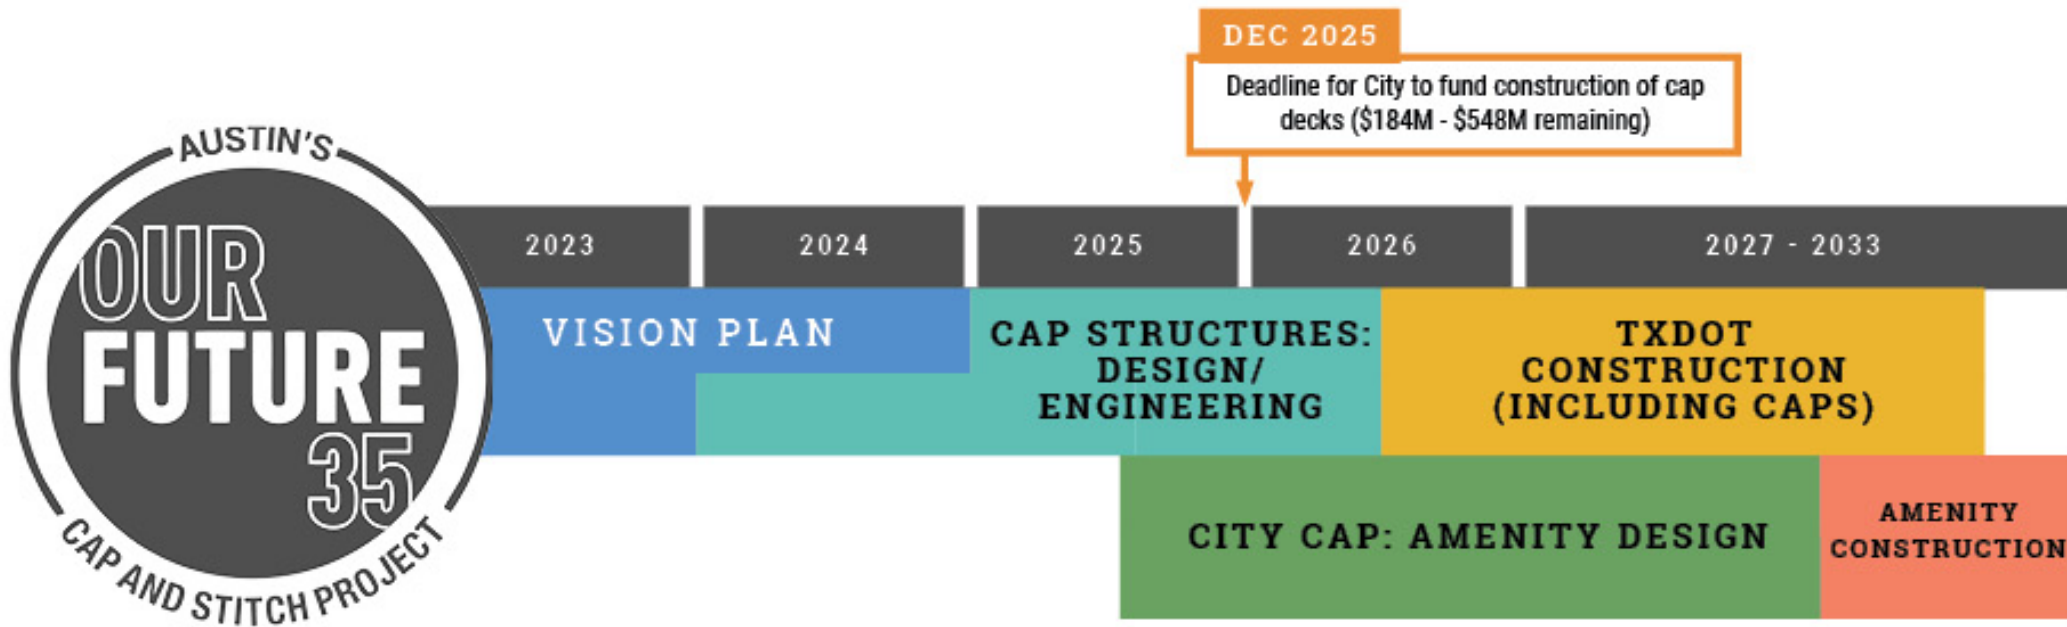 AUSTIN'S
OUR
FUTURE
35
CAP AND STITCH PROJECT
DEC 2025
Deadline for City to fund construction of cap
decks ($184M - $548M remaining)
2023
2024
2025
2026
2027 - 2033
VISION PLAN
CAP STRUCTURES:
DESIGN/
ENGINEERING
TXDOT
CONSTRUCTION
(INCLUDING CAPS)
CITY CAP: AMENITY DESIGN
AMENITY
CONSTRUCTION